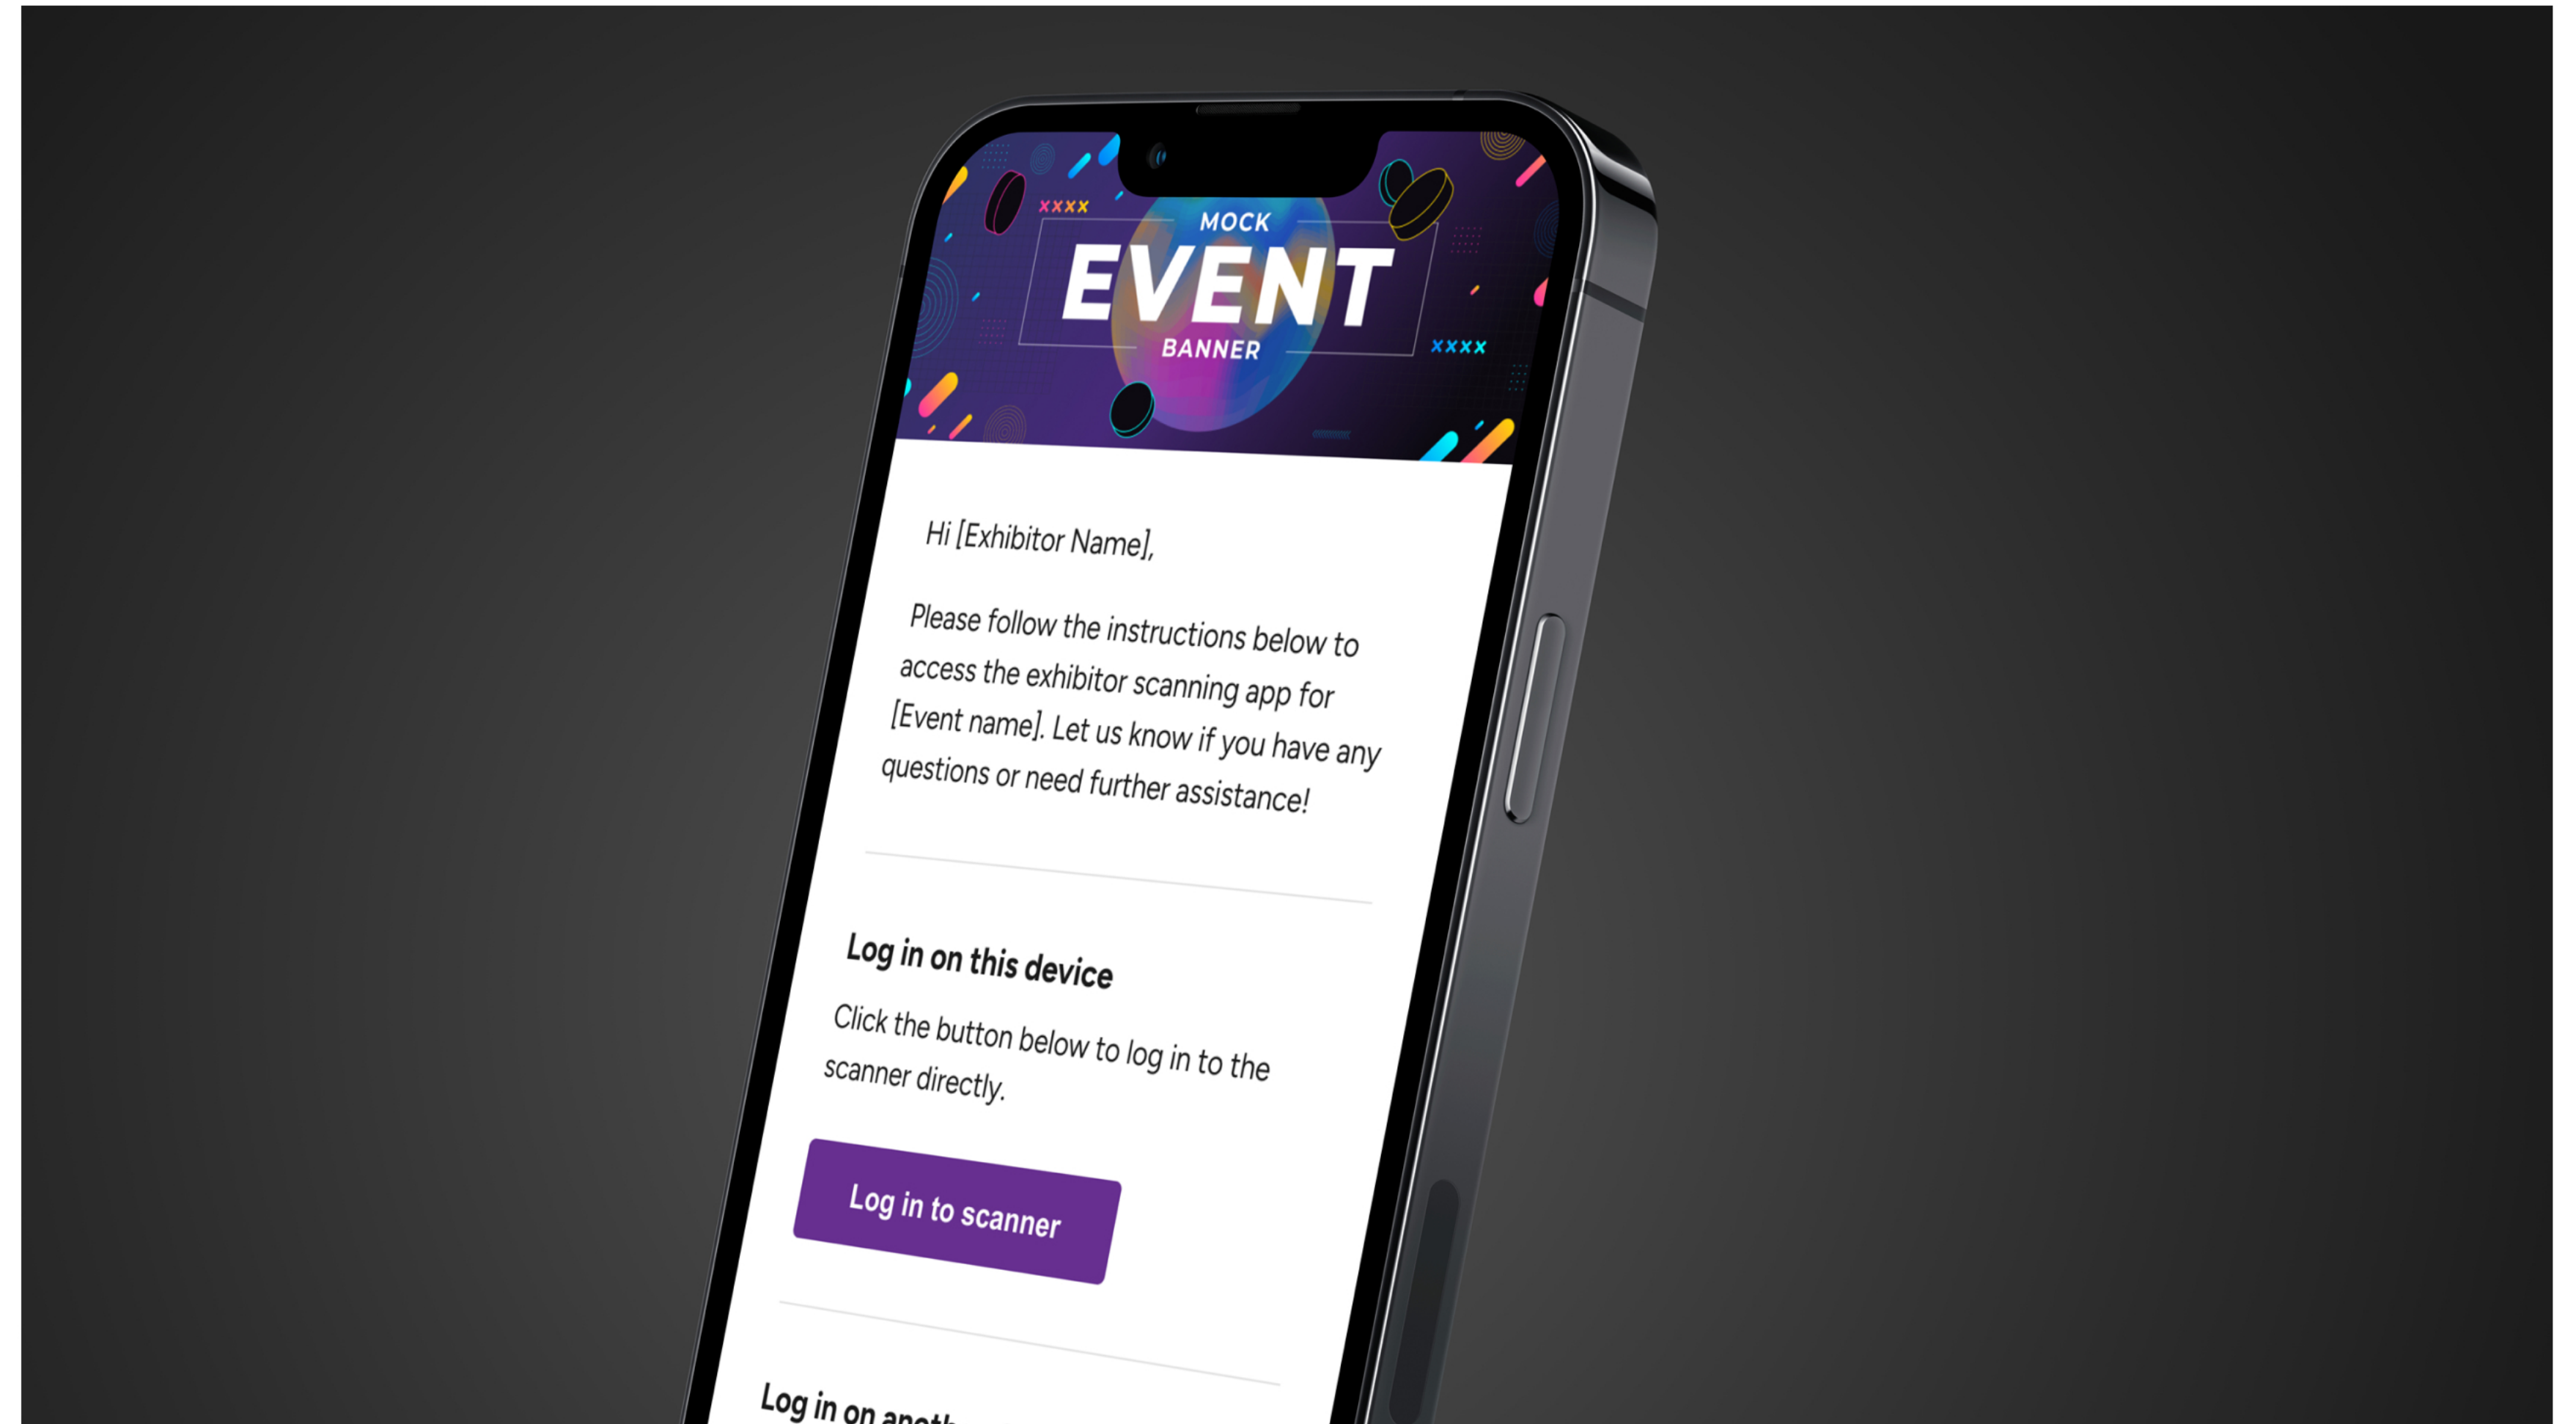 MOCK
EVENT
BANNER
Hi [Exhibitor Name],
Please follow the instructions below to
access the exhibitor scanning app for
[Event name]. Let us know if you have any
questions or need further assistance!
Log in on this device
Click the button below to log in to the
scanner directly.
Log in to scanner
Log in on